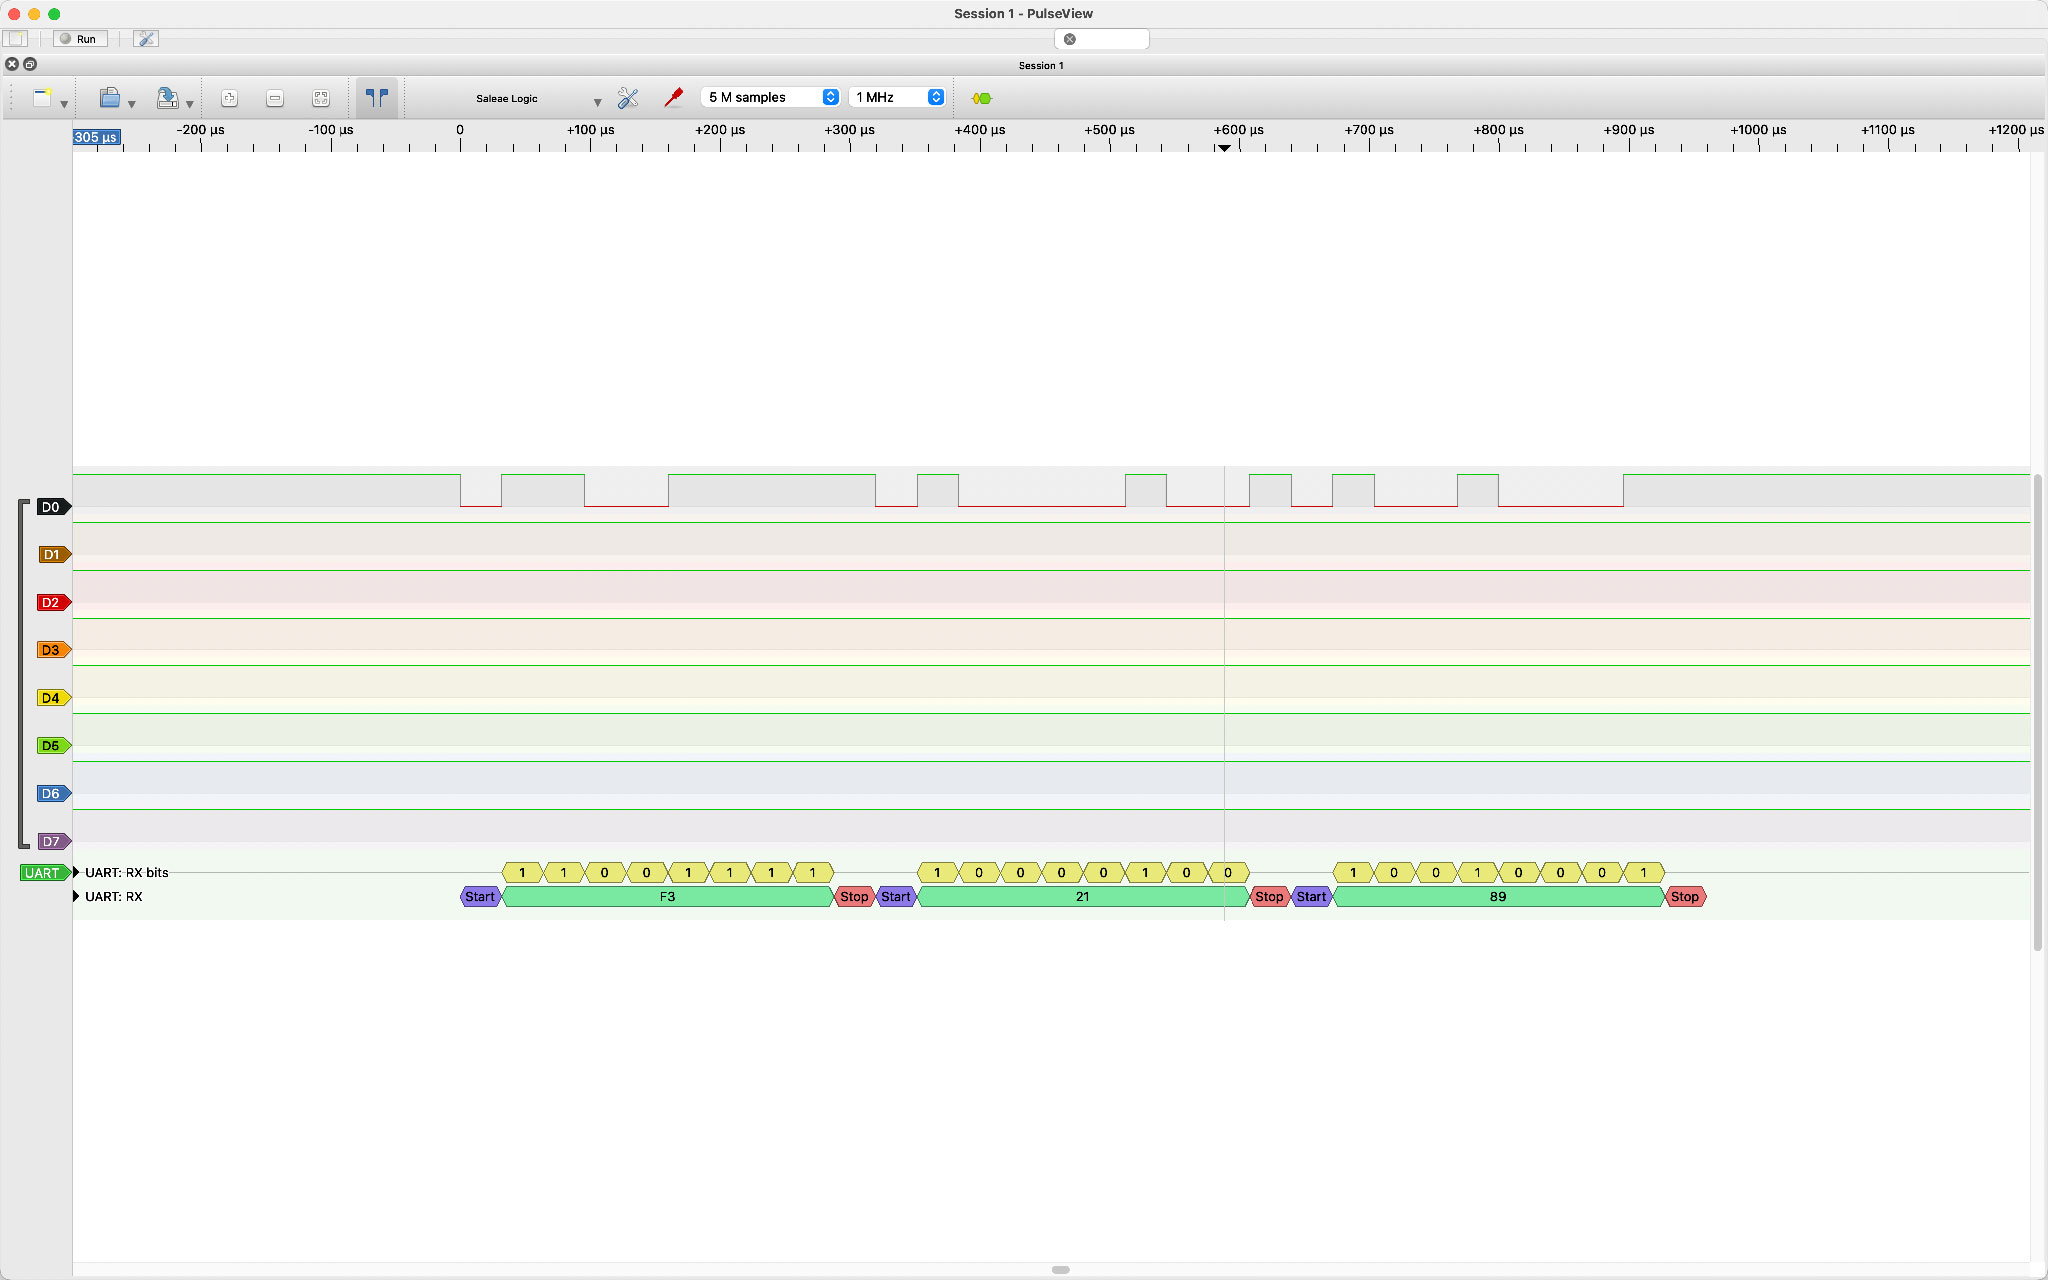 Session 1 - PulseView
Run
Session 1
Saleae Logic 5 M samples 1 MHz
305 µs -200 µs -100 µs 0 +100 µs +200 µs +300 µs +400 µs +500 µs +600 µs +700 µs +800 µs +900 µs +1000 µs +1100 µs +1200 µs
D0
D1
D2
D3
D4
D5
D6
D7
UART UART: RX bits 1 1 0 0 1 1 1 1 1 0 0 0 0 1 0 0 1 0 0 1 0 0 0 1
UART: RX Start F3 Stop Start 21 Stop Start 89 Stop